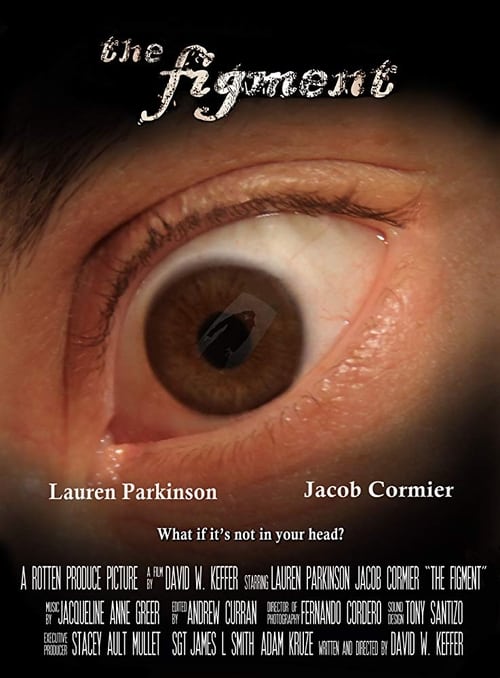 the
figment
Lauren Parkinson
Jacob Cormier
What if it's not in your head?
A ROTTEN PRODUCE PICTURE A FILM BY DAVID W. KEFFER STARRING LAUREN PARKINSON JACOB CORMIER "THE FIGMENT"
MUSIC BY JACQUELINE ANNE GREER EDITED BY ANDREW CURRAN DIRECTOR OF PHOTOGRAPHY FERNANDO CORDERO SOUND DESIGN TONY SANTIZO
EXECUTIVE PRODUCER STACEY AULT MULLET SGT JAMES L SMITH ADAM KRUZE WRITTEN AND DIRECTED BY DAVID W. KEFFER